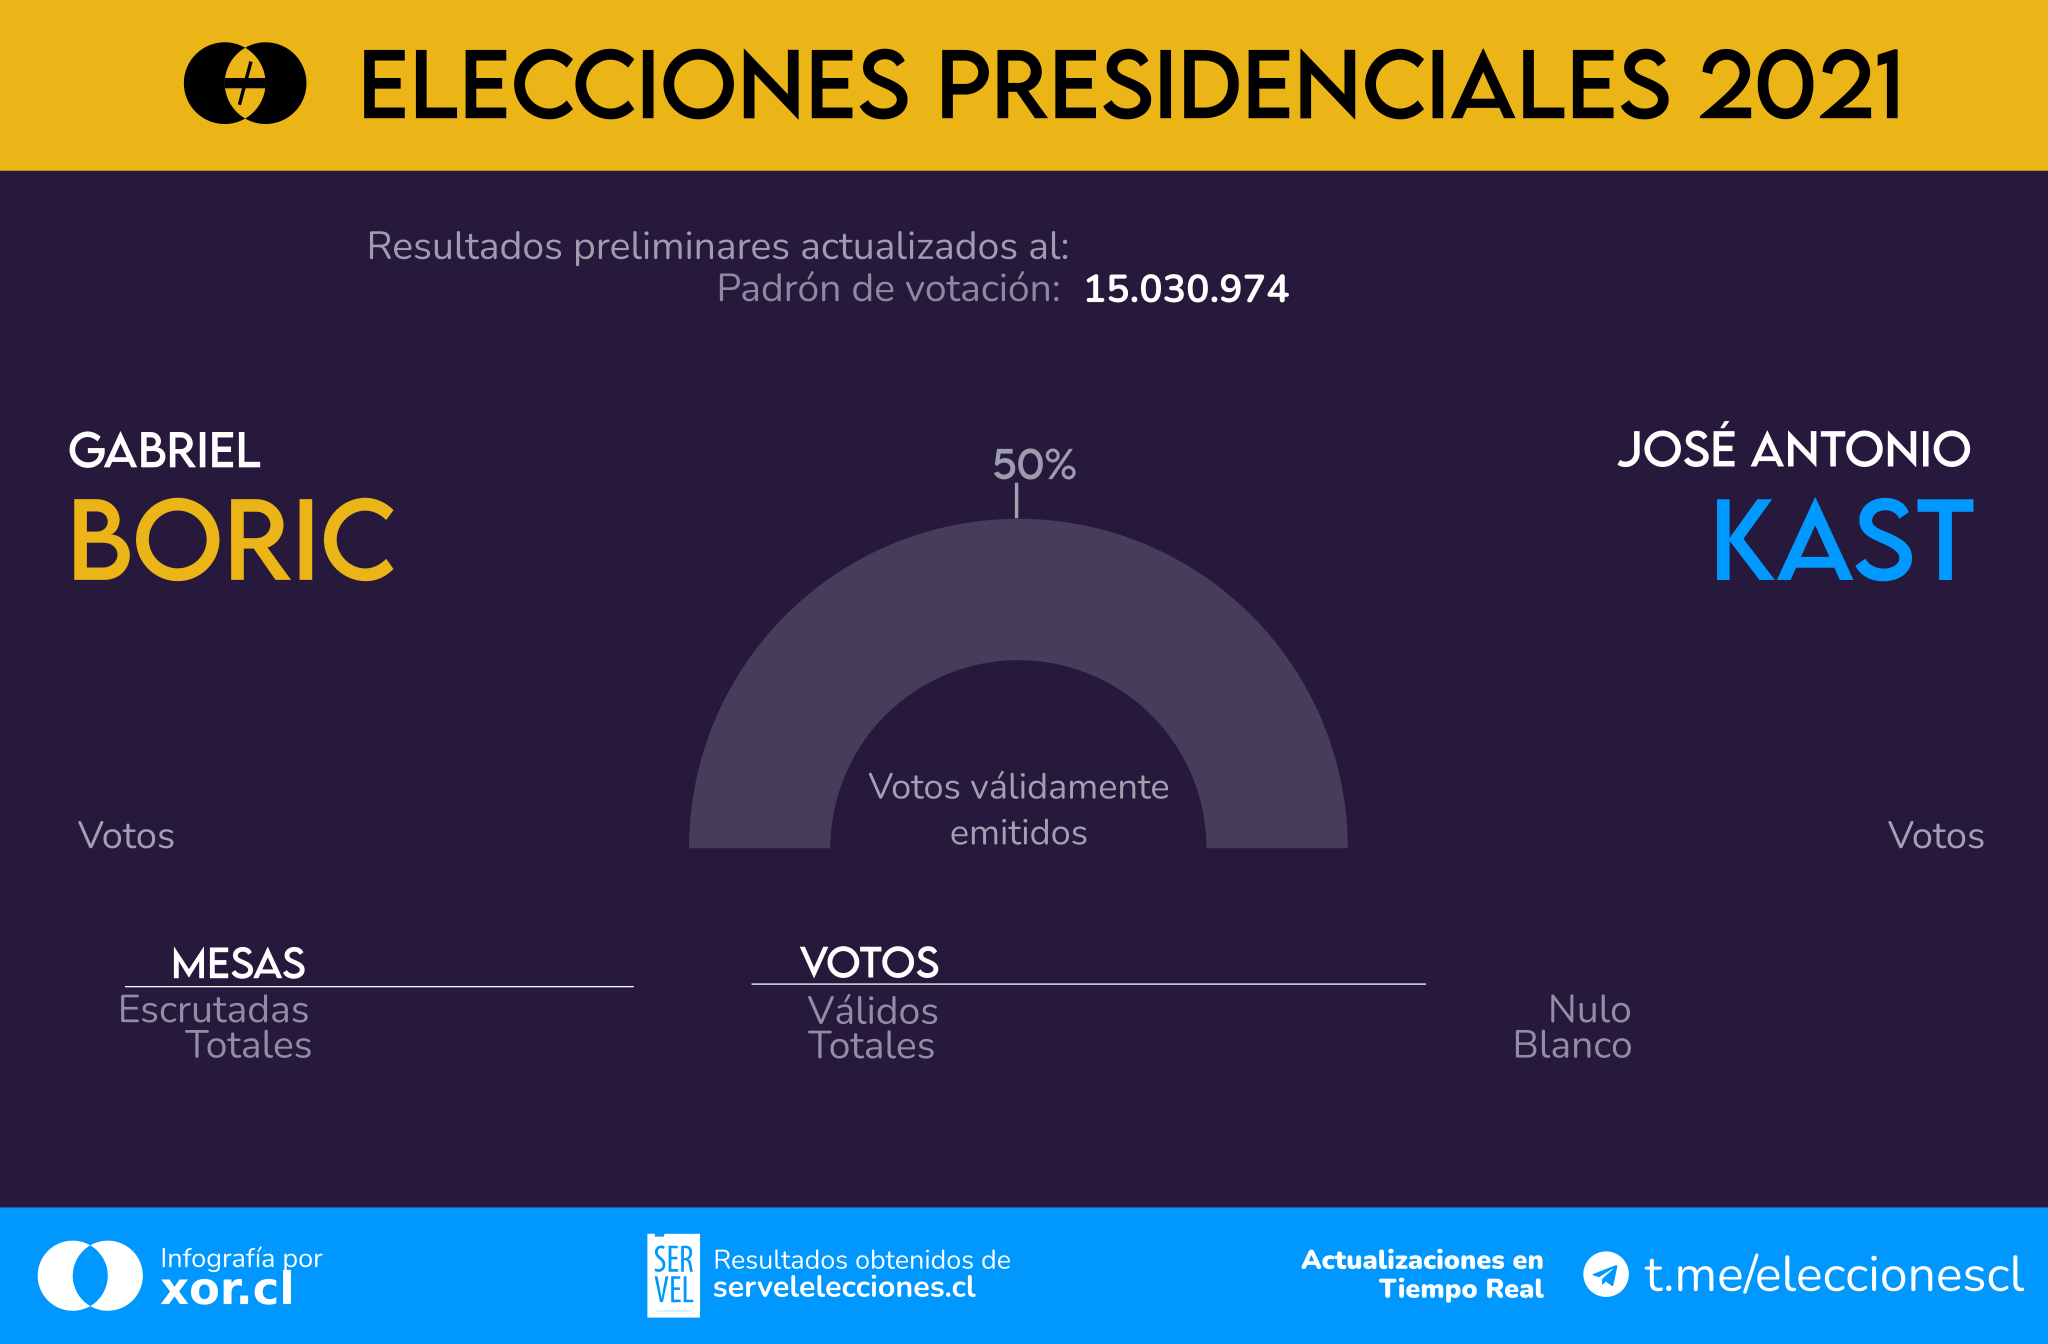 ELECCIONES PRESIDENCIALES 2021
Resultados preliminares actualizados al:
Padrón de votación: 15.030.974
GABRIEL
BORIC
Votos
50%
Votos válidamente
emitidos
JOSÉ ANTONIO
KAST
Votos
MESAS
Escrutadas
Totales
VOTOS
Válidos
Totales
Nulo
Blanco
Infografía por
xor.cl
SER
VEL
Resultados obtenidos de
servelelecciones.cl
Actualizaciones en
Tiempo Real
t.me/eleccionescl